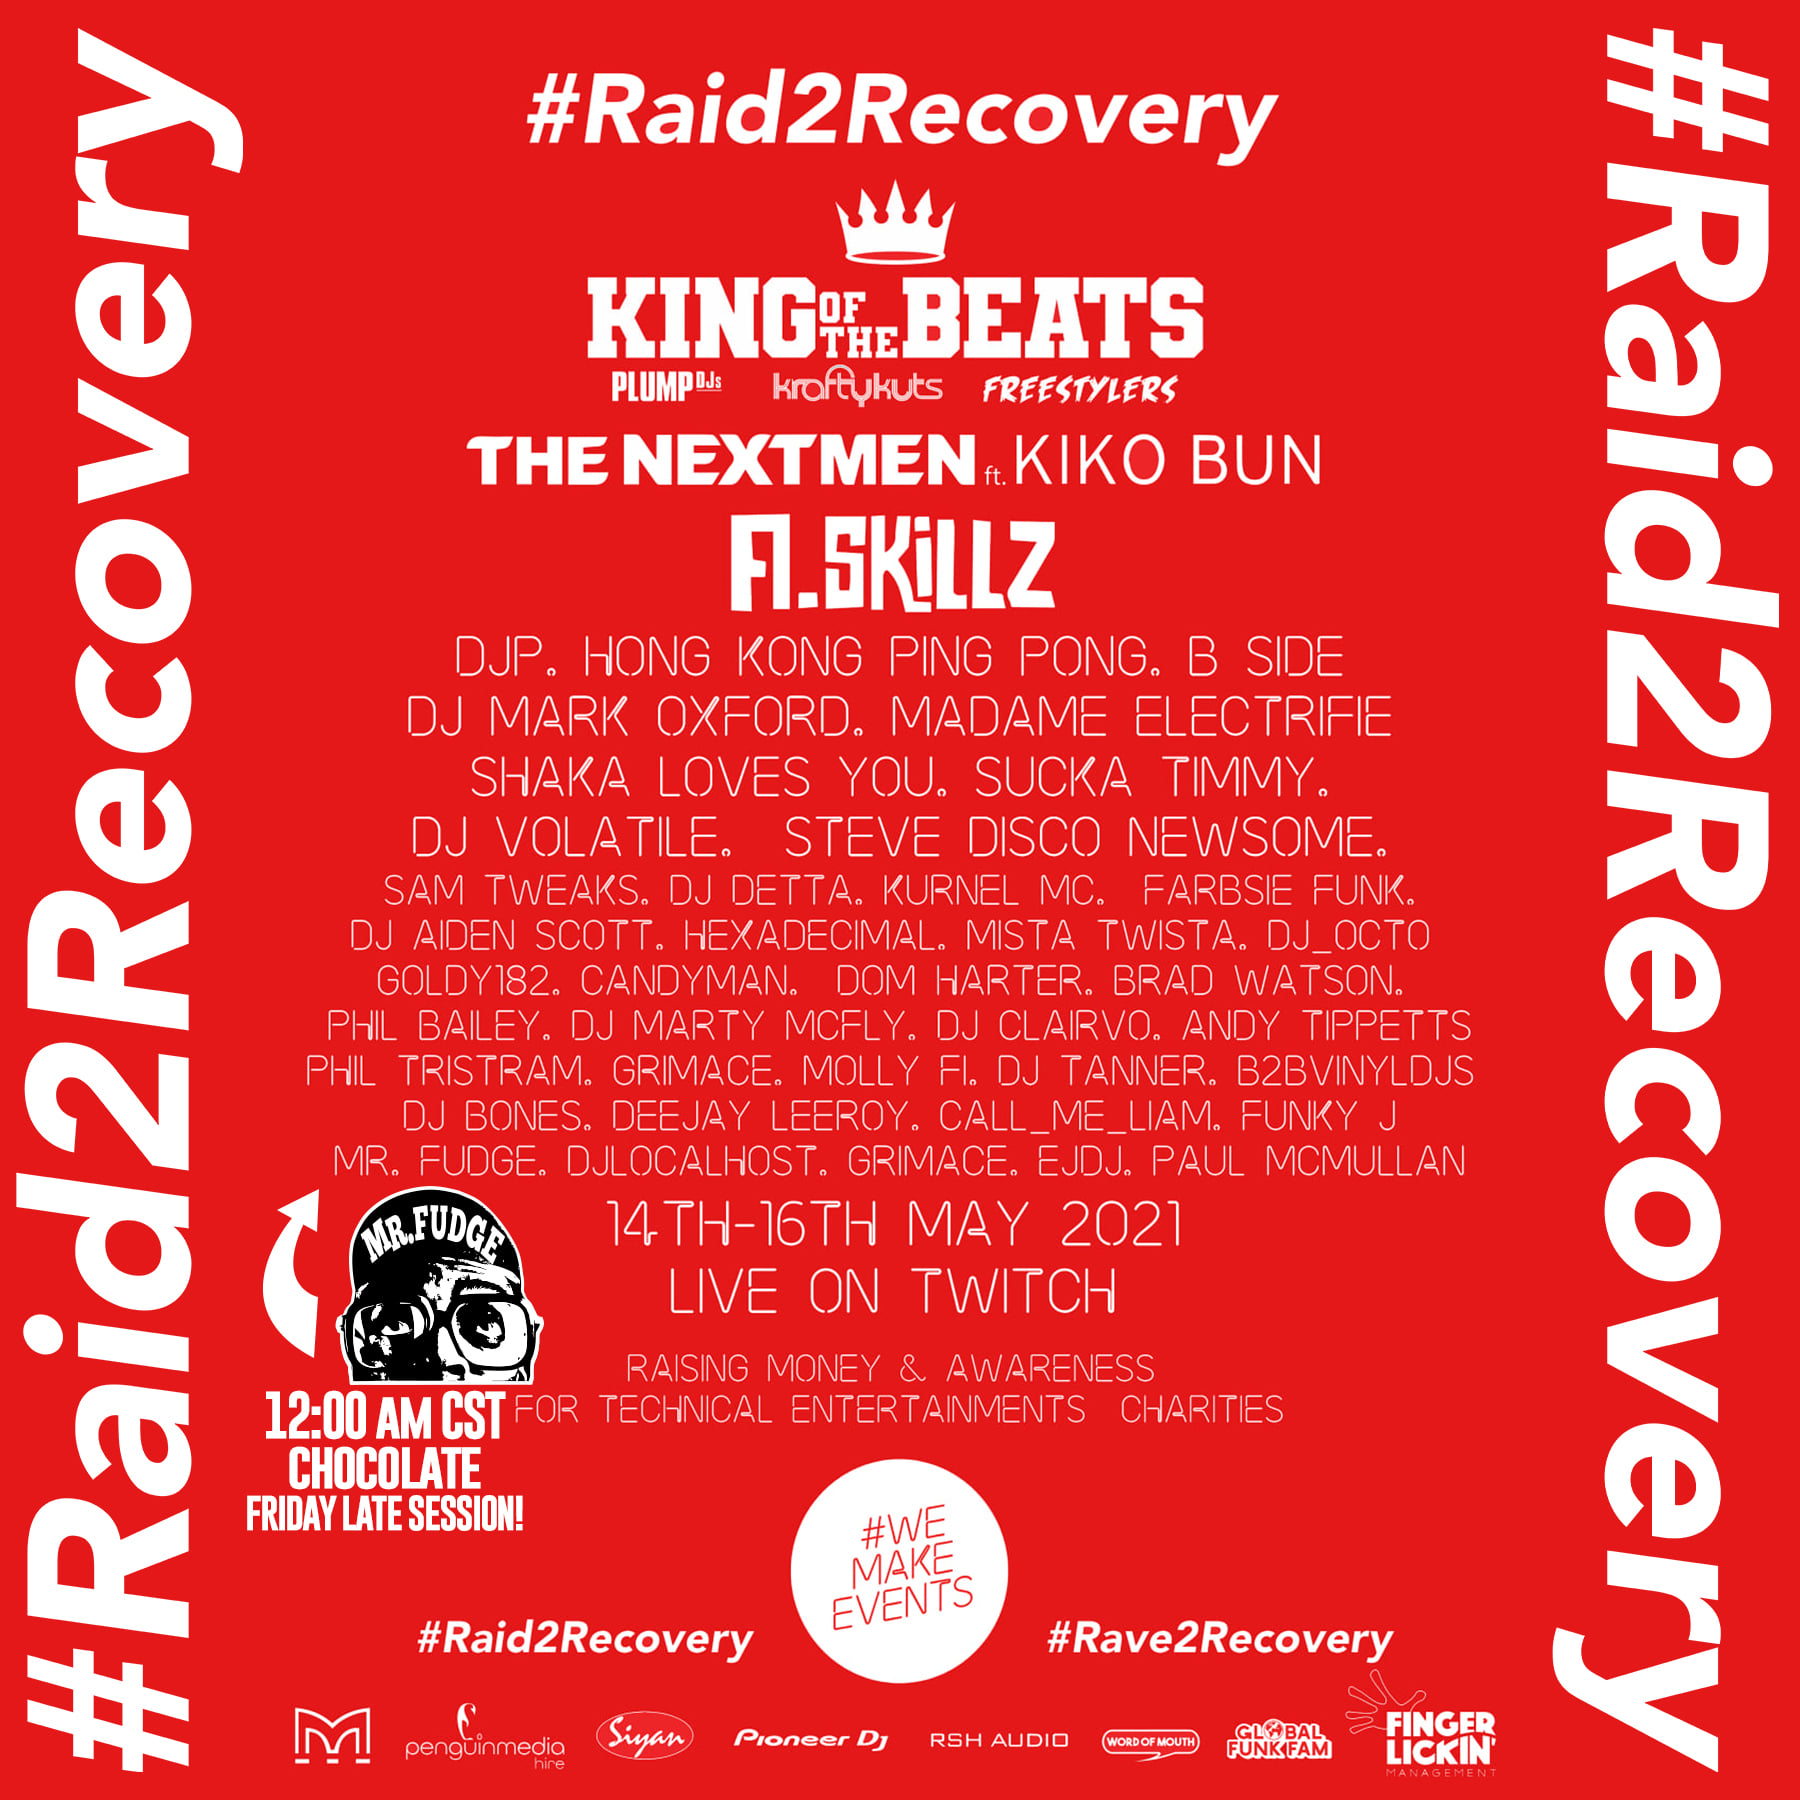 #Raid2Recovery
#Raid2Recovery
#Raid2Recovery
KING OF THE BEATS
PLUMP DJs kraftykuts FREESTYLERS
THE NEXTMEN ft. KIKO BUN
A.SKiLLZ
DJP. HONG KONG PING PONG. B SIDE
DJ MARK OXFORD. MADAME ELECTRIFIE
SHAKA LOVES YOU. SUCKA TIMMY.
DJ VOLATILE. STEVE DISCO NEWSOME.
SAM TWEAKS. DJ DETTA. KURNEL MC. FARBSIE FUNK.
DJ AIDEN SCOTT. HEXADECIMAL. MISTA TWISTA. DJ_OCTO
GOLDY182. CANDYMAN. DOM HARTER. BRAD WATSON.
PHIL BAILEY. DJ MARTY MCFLY. DJ CLAIRVO. ANDY TIPPETTS
PHIL TRISTRAM. GRIMACE. MOLLY FI. DJ TANNER. B2BVINYLDJS
DJ BONES. DEEJAY LEEROY. CALL_ME_LIAM. FUNKY J
MR. FUDGE. DJLOCALHOST. GRIMACE. EJDJ. PAUL MCMULLAN
14TH-16TH MAY 2021
LIVE ON TWITCH
MR.FUDGE
12:00 AM CST
CHOCOLATE
FRIDAY LATE SESSION!
RAISING MONEY & AWARENESS
FOR TECHNICAL ENTERTAINMENTS CHARITIES
#WE
MAKE
EVENTS
#Raid2Recovery
#Rave2Recovery
M
penguinmedia
hire
Siyan
Pioneer Dj
RSH AUDIO
WORD OF MOUTH
GLOBAL
FUNK FAM
FINGER
LICKIN'
MANAGEMENT